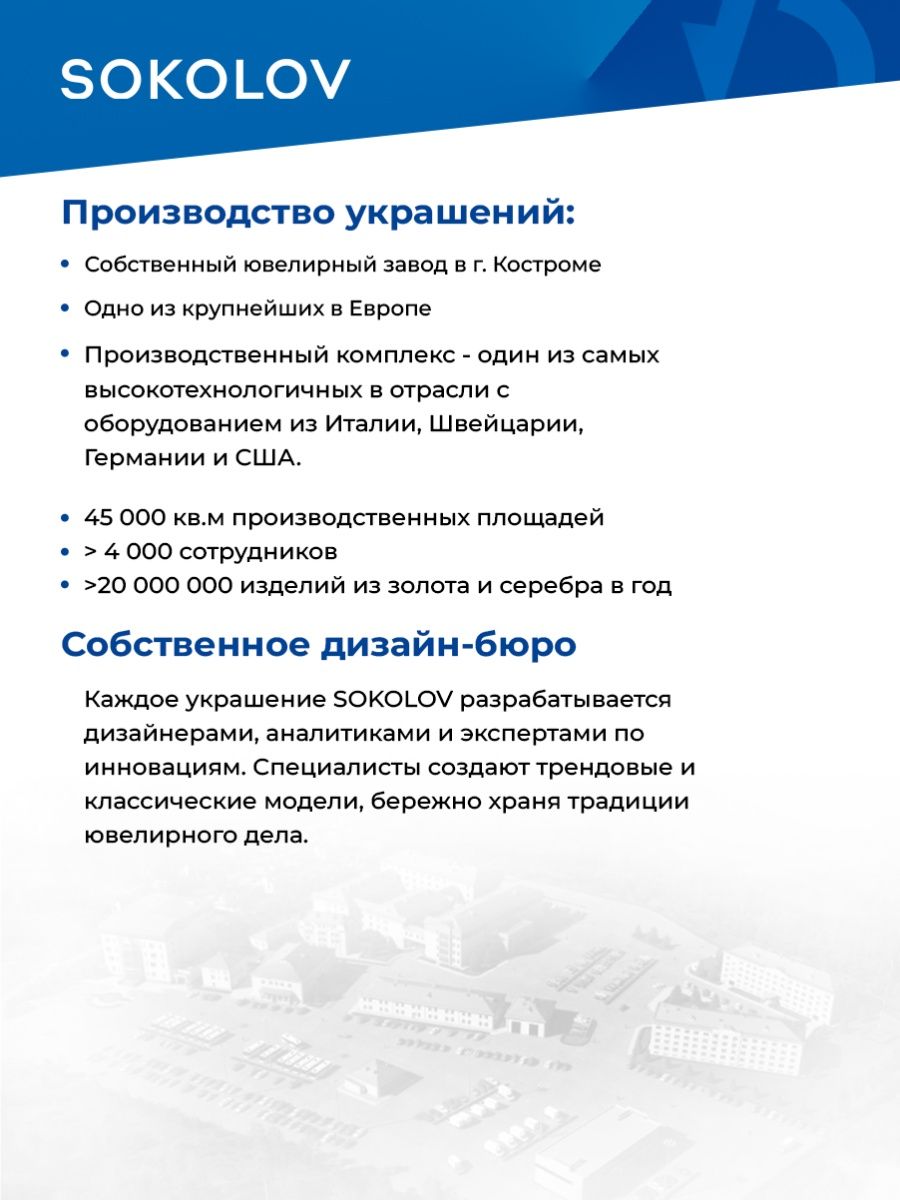 SOKOLOV
Производство украшений:
• Собственный ювелирный завод в г. Костроме
• Одно из крупнейших в Европе
• Производственный комплекс - один из самых
высокотехнологичных в отрасли с
оборудованием из Италии, Швейцарии,
Германии и США.
• 45 000 кв.м производственных площадей
• > 4 000 сотрудников
• >20 000 000 изделий из золота и серебра в год
Собственное дизайн-бюро
Каждое украшение SOKOLOV разрабатывается
дизайнерами, аналитиками и экспертами по
инновациям. Специалисты создают трендовые и
классические модели, бережно храня традиции
ювелирного дела.